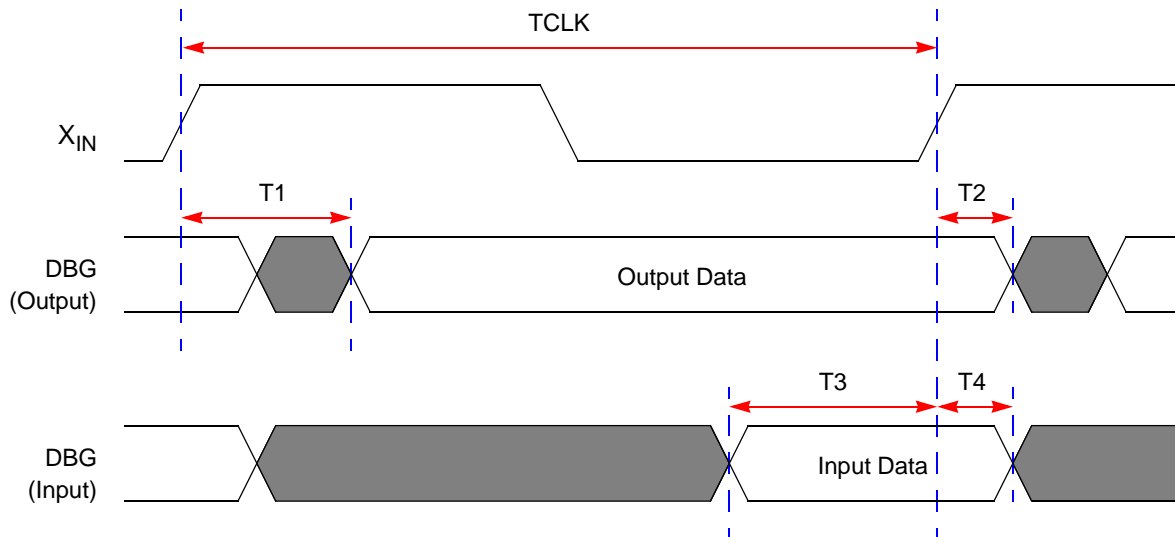 TCLK
XIN
T1
T2
DBG
(Output)
Output Data
T3
T4
DBG
(Input)
Input Data